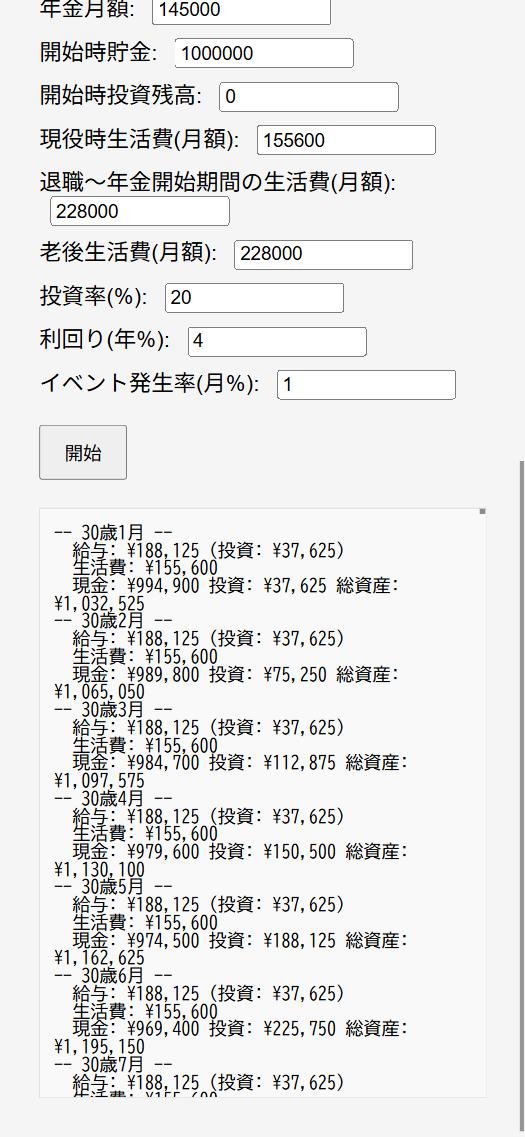 年金月額: 145000
開始時貯金: 1000000
開始時投資残高: 0
現役時生活費(月額): 155600
退職～年金開始期間の生活費(月額):
228000
老後生活費(月額): 228000
投資率(%): 20
利回り(年%): 4
イベント発生率(月%): 1
開始
-- 30歳1月 --
給与: ¥188,125 (投資: ¥37,625)
生活費: ¥155,600
現金: ¥994,900 投資: ¥37,625 総資産:
¥1,032,525
-- 30歳2月 --
給与: ¥188,125 (投資: ¥37,625)
生活費: ¥155,600
現金: ¥989,800 投資: ¥75,250 総資産:
¥1,065,050
-- 30歳3月 --
給与: ¥188,125 (投資: ¥37,625)
生活費: ¥155,600
現金: ¥984,700 投資: ¥112,875 総資産:
¥1,097,575
-- 30歳4月 --
給与: ¥188,125 (投資: ¥37,625)
生活費: ¥155,600
現金: ¥979,600 投資: ¥150,500 総資産:
¥1,130,100
-- 30歳5月 --
給与: ¥188,125 (投資: ¥37,625)
生活費: ¥155,600
現金: ¥974,500 投資: ¥188,125 総資産:
¥1,162,625
-- 30歳6月 --
給与: ¥188,125 (投資: ¥37,625)
生活費: ¥155,600
現金: ¥969,400 投資: ¥225,750 総資産:
¥1,195,150
-- 30歳7月 --
給与: ¥188,125 (投資: ¥37,625)
生活費: ¥155,600